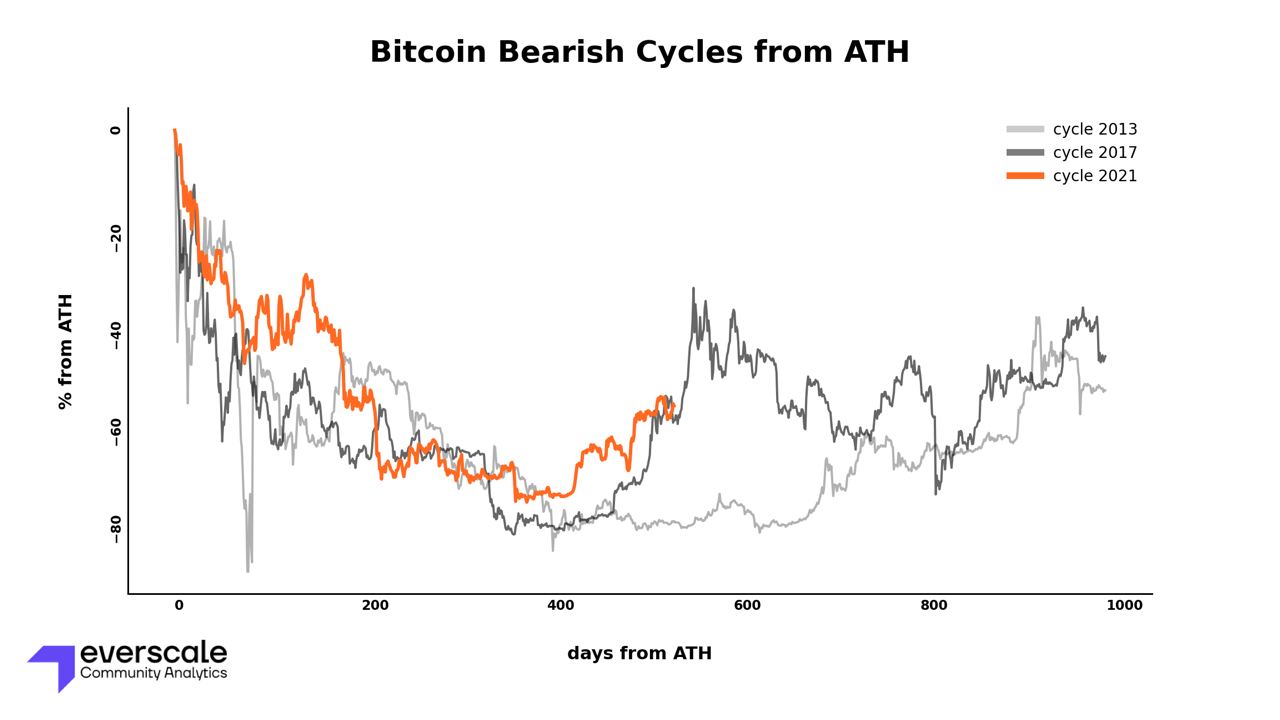 Bitcoin Bearish Cycles from ATH
cycle 2013
cycle 2017
cycle 2021
% from ATH
0
−20
−40
−60
−80
0 200 400 600 800 1000
days from ATH
everscale
Community Analytics